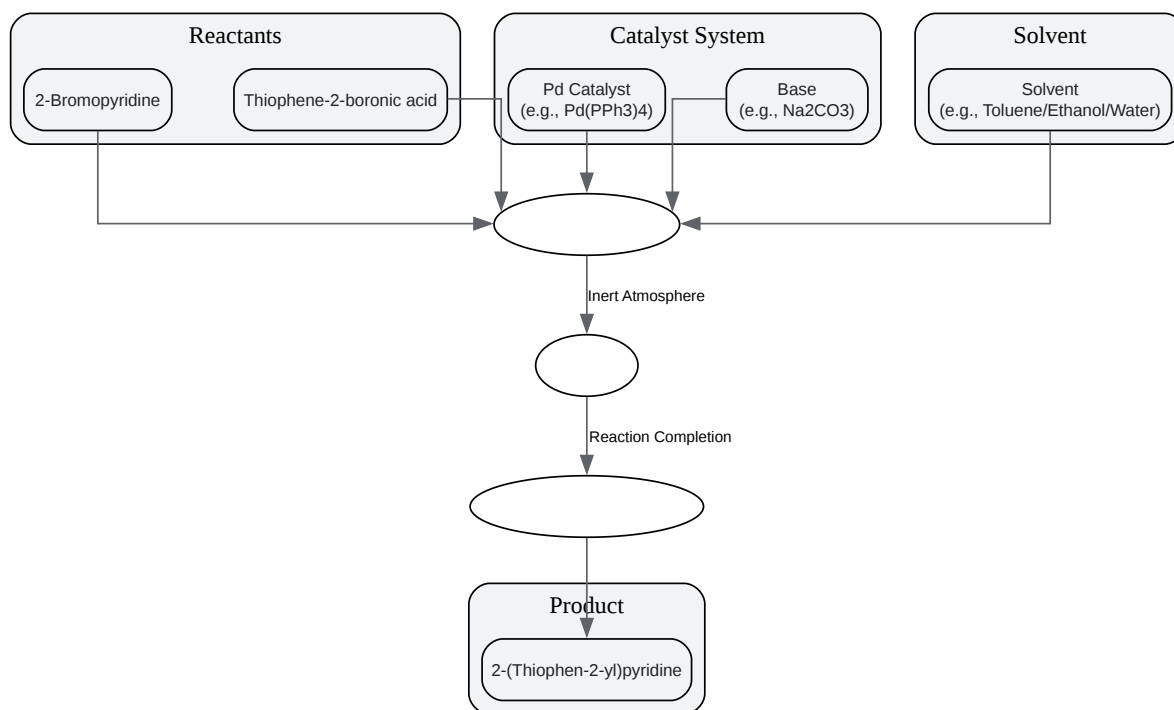 Reactants
Catalyst System
Solvent
2-Bromopyridine
Thiophene-2-boronic acid
Pd Catalyst
(e.g., Pd(PPh3)4)
Base
(e.g., Na2CO3)
Solvent
(e.g., Toluene/Ethanol/Water)
Inert Atmosphere
Reaction Completion
Product
2-(Thiophen-2-yl)pyridine